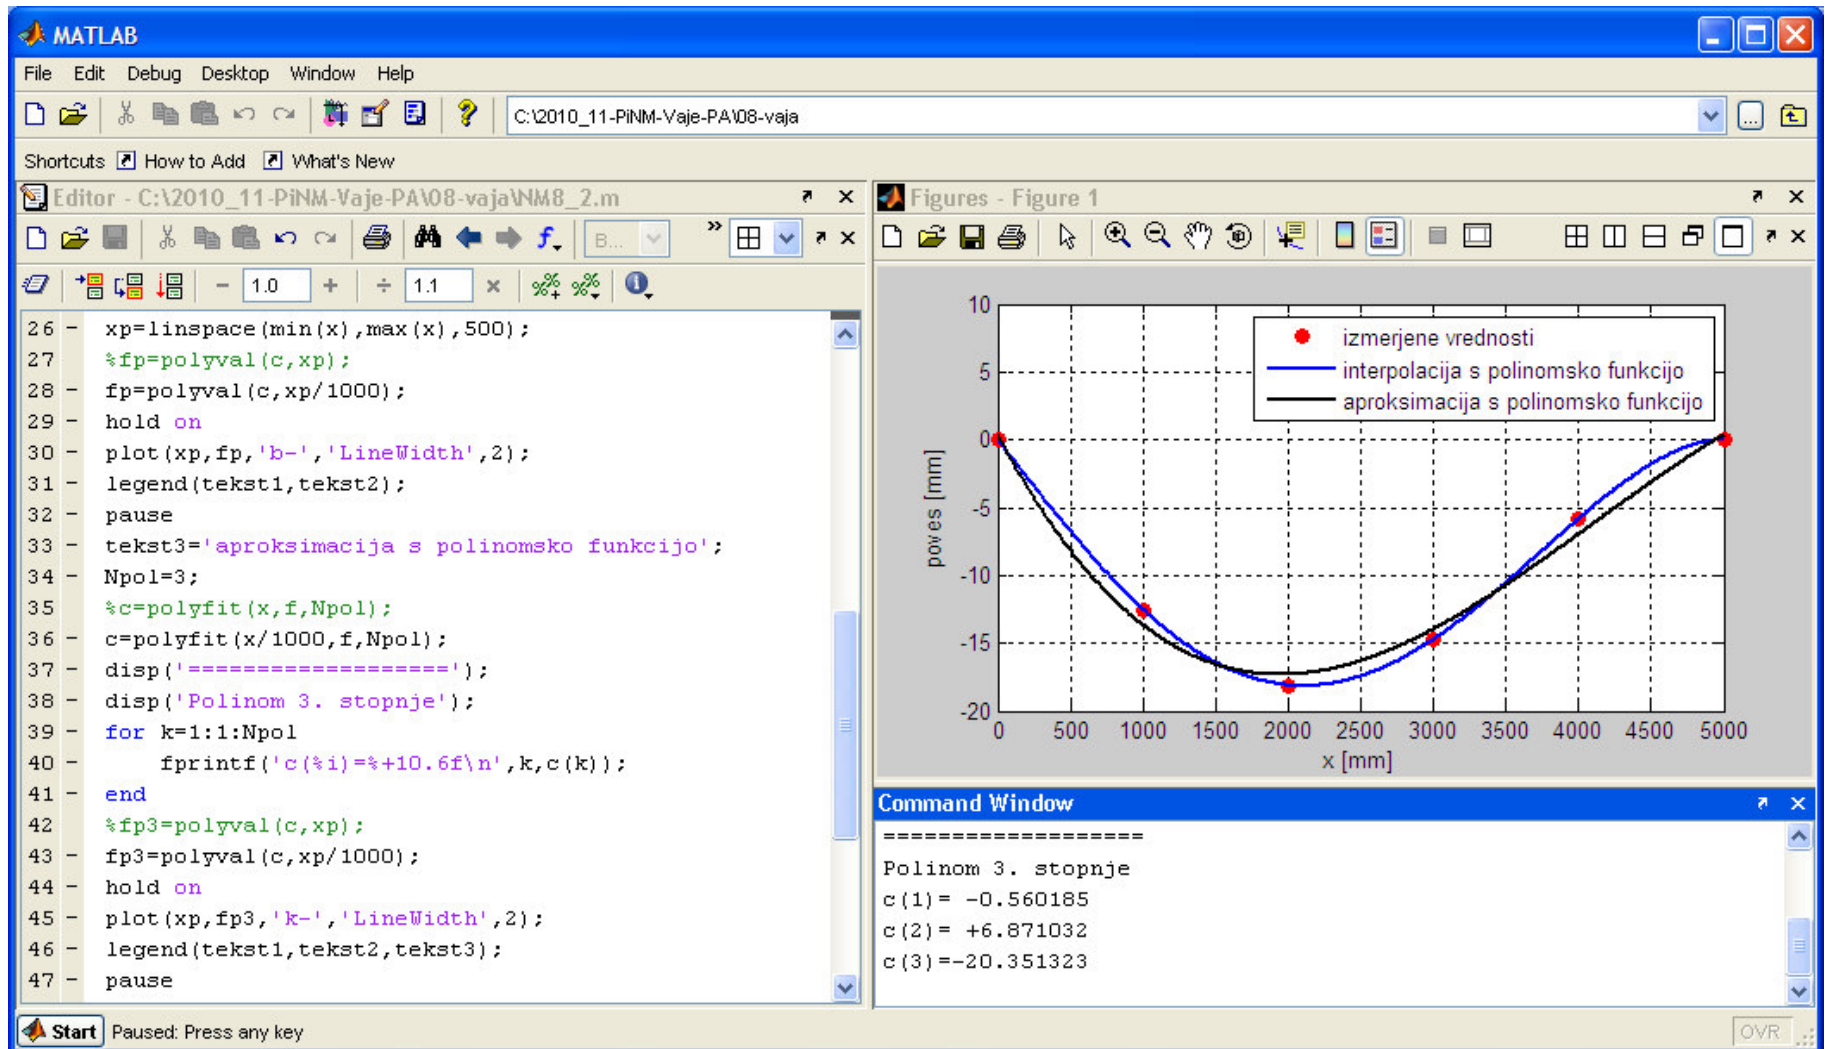 MATLAB
File Edit Debug Desktop Window Help
C:\2010_11-PiNM-Vaje-PA\08-vaja
...
Shortcuts How to Add What's New
Editor - C:\2010_11-PiNM-Vaje-PA\08-vaja\NM8_2.m
B...
1.0
1.1
26 - xp=linspace(min(x),max(x),500);
27 %fp=polyval(c,xp);
28 - fp=polyval(c,xp/1000);
29 - hold on
30 - plot(xp,fp,'b-','LineWidth',2);
31 - legend(tekst1,tekst2);
32 - pause
33 - tekst3='aproksimacija s polinomsko funkcijo';
34 - Npol=3;
35 %c=polyfit(x,f,Npol);
36 - c=polyfit(x/1000,f,Npol);
37 - disp('===================');
38 - disp('Polinom 3. stopnje');
39 - for k=1:1:Npol
40 - fprintf('c(%i)=%+10.6f\n',k,c(k));
41 - end
42 %fp3=polyval(c,xp);
43 - fp3=polyval(c,xp/1000);
44 - hold on
45 - plot(xp,fp3,'k-','LineWidth',2);
46 - legend(tekst1,tekst2,tekst3);
47 - pause
Figures - Figure 1
izmerjene vrednosti
interpolacija s polinomsko funkcijo
aproksimacija s polinomsko funkcijo
10
5
0
-5
-10
-15
-20
poves [mm]
0 500 1000 1500 2000 2500 3000 3500 4000 4500 5000
x [mm]
Command Window
===================
Polinom 3. stopnje
c(1)= -0.560185
c(2)= +6.871032
c(3)=-20.351323
Start Paused: Press any key
OVR